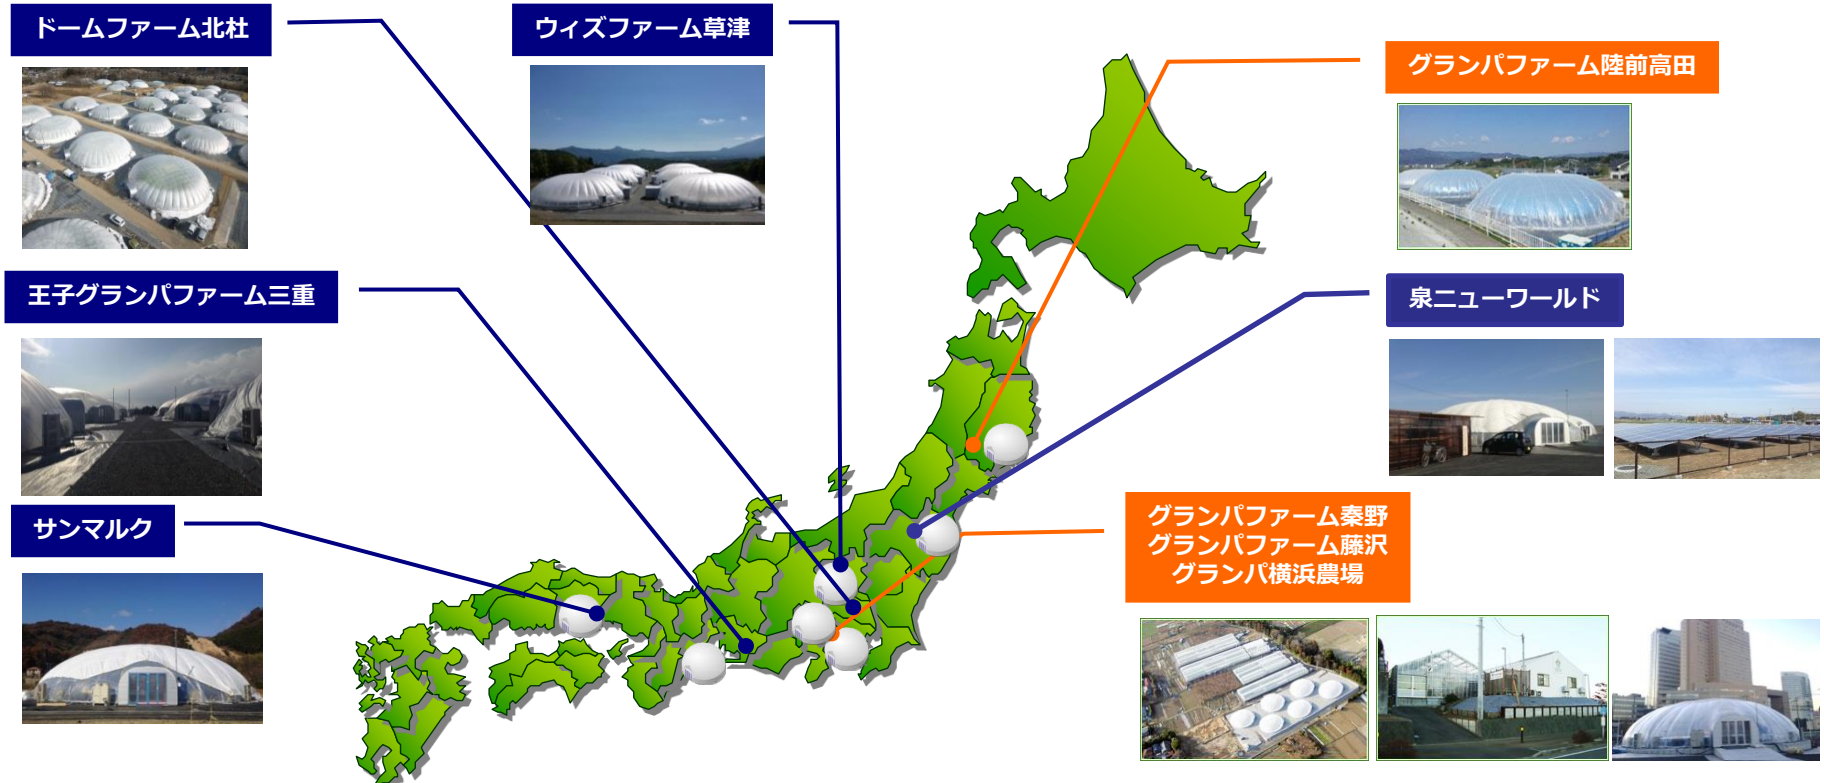 ドームファーム北杜
ウィズファーム草津
グランパファーム陸前高田
王子グランパファーム三重
泉ニューワールド
サンマルク
グランパファーム秦野
グランパファーム藤沢
グランパ横浜農場